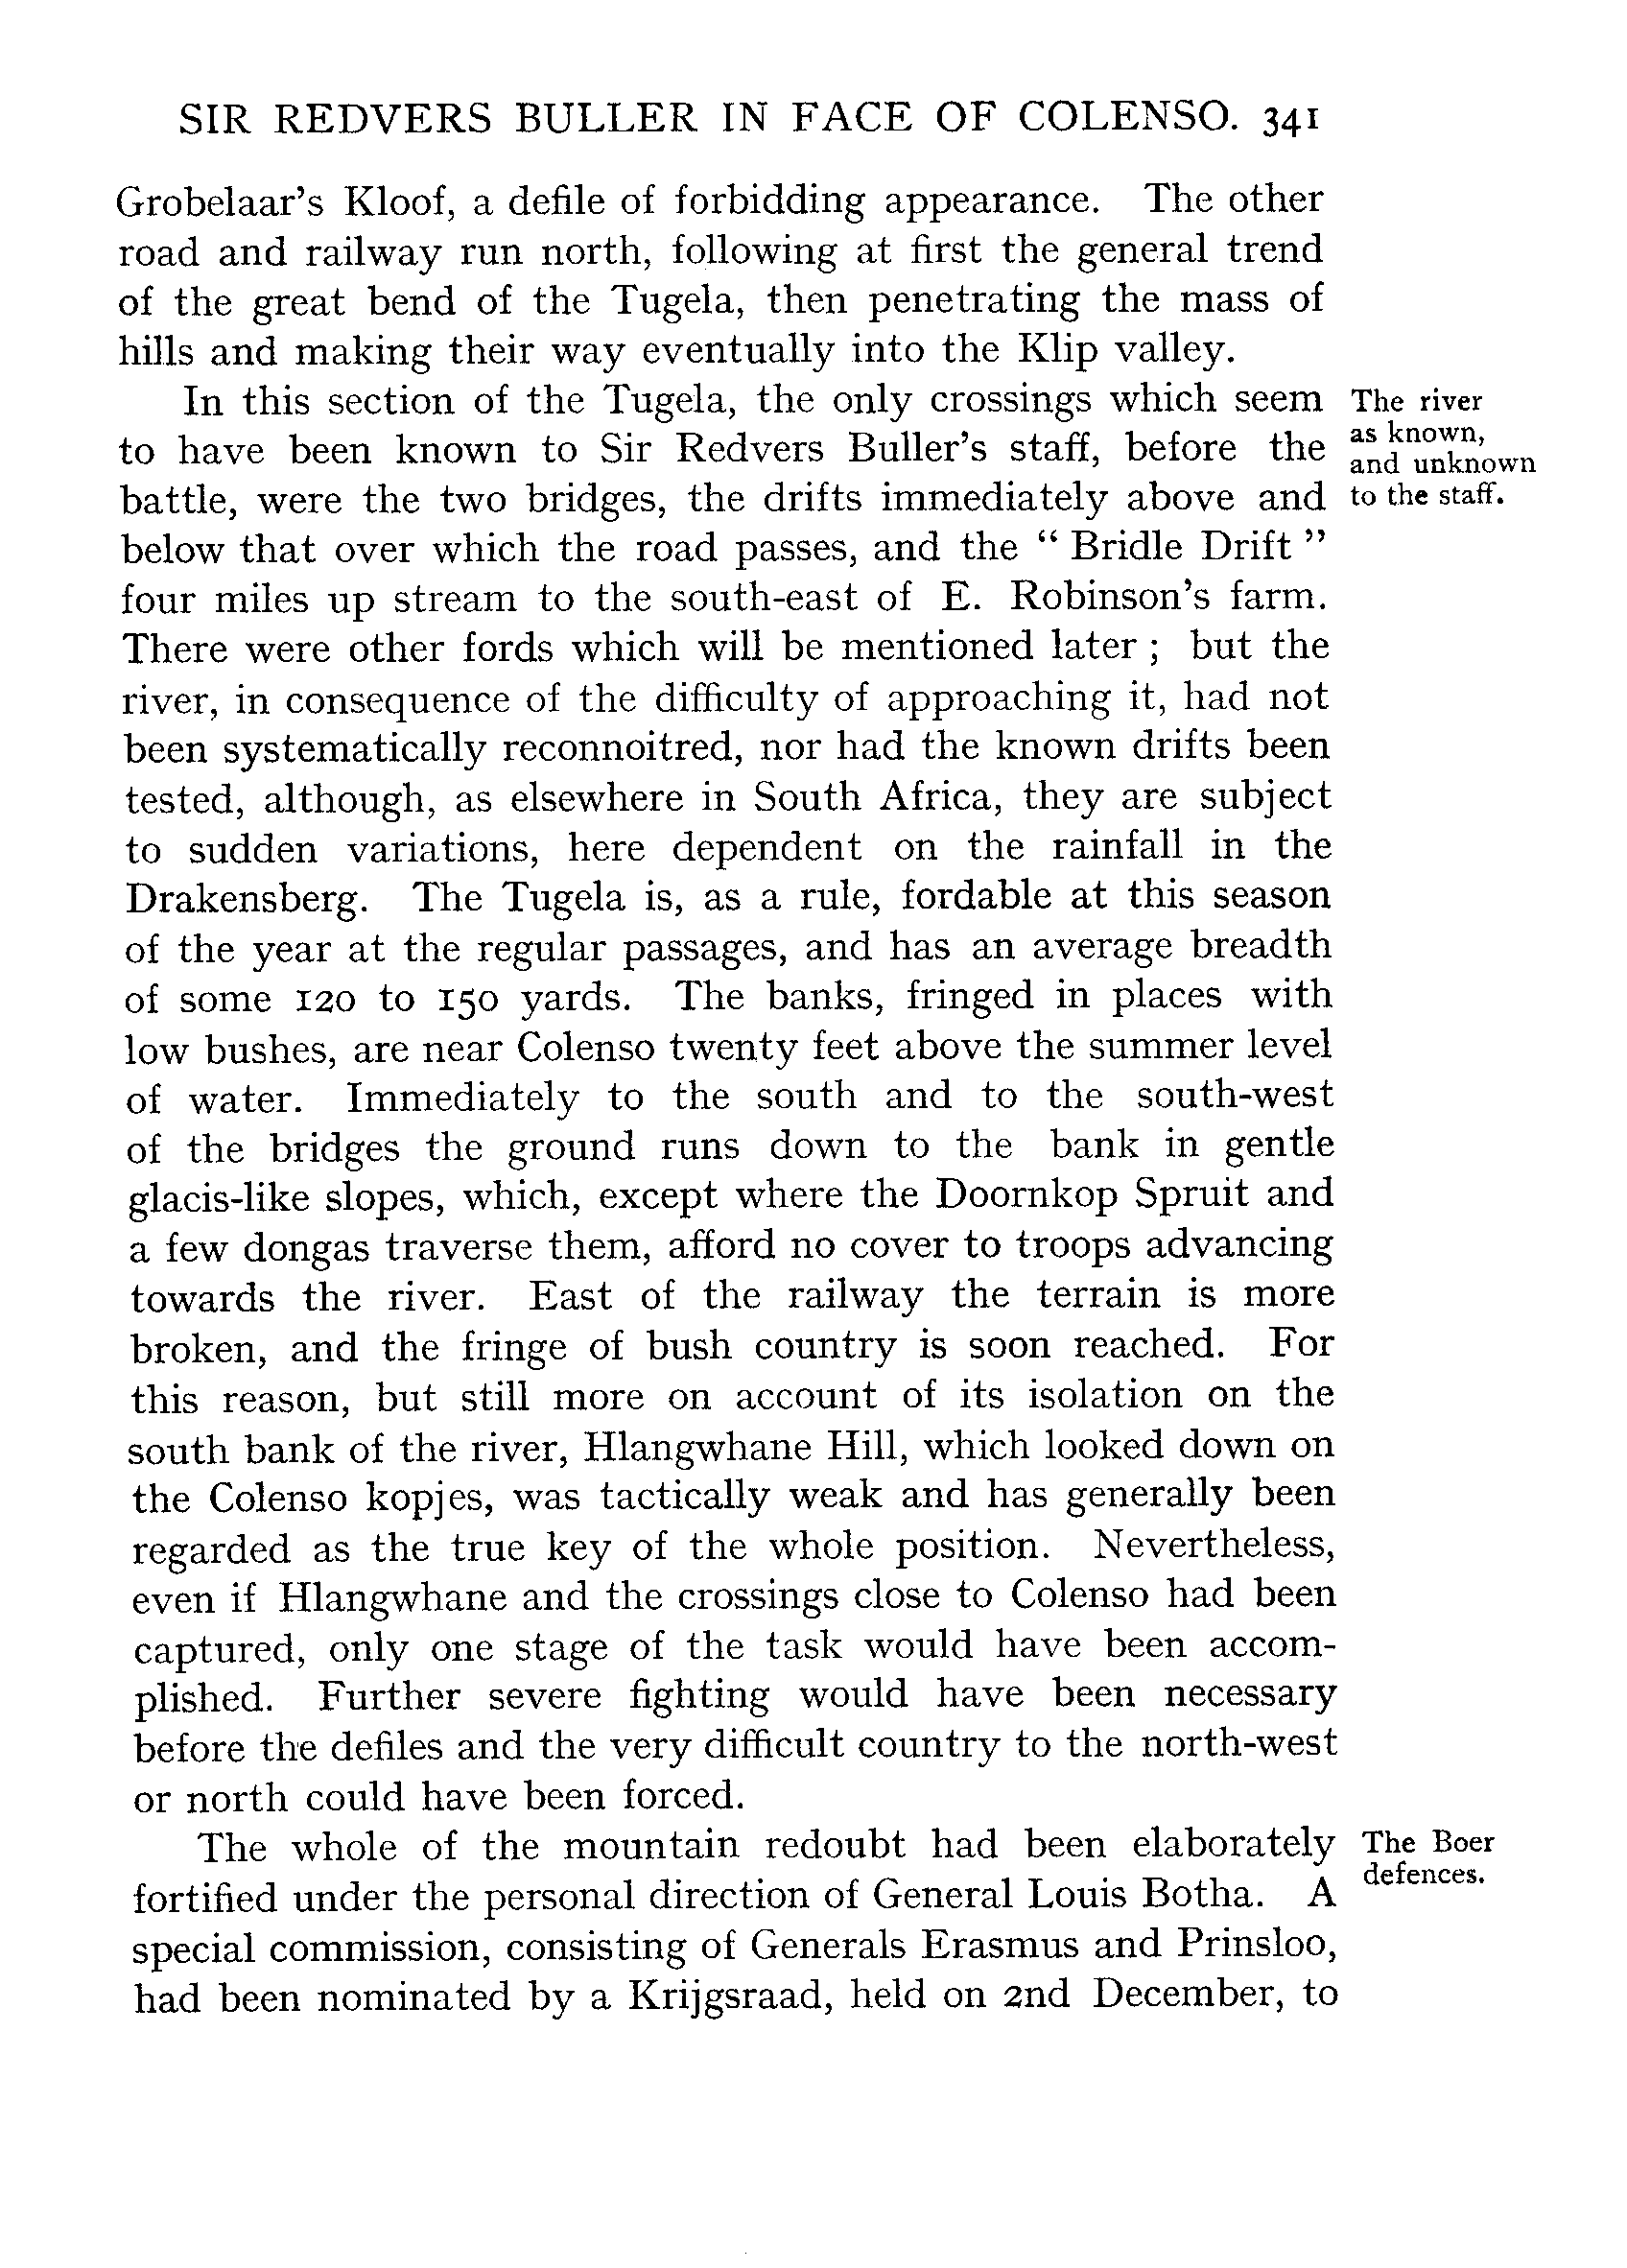 SIR REDVERS BULLER IN FACE OF COLENSO. 341
Grobelaar's Kloof, a defile of forbidding appearance. The other
road and railway run north, following at first the general trend
of the great bend of the Tugela, then penetrating the mass of
hills and making their way eventually into the Klip valley.
In this section of the Tugela, the only crossings which seem
to have been known to Sir Redvers Buller's staff, before the
battle, were the two bridges, the drifts immediately above and
below that over which the road passes, and the “ Bridle Drift ”
four miles up stream to the south-east of E. Robinson's farm.
There were other fords which will be mentioned later ; but the
river, in consequence of the difficulty of approaching it, had not
been systematically reconnoitred, nor had the known drifts been
tested, although, as elsewhere in South Africa, they are subject
to sudden variations, here dependent on the rainfall in the
Drakensberg. The Tugela is, as a rule, fordable at this season
of the year at the regular passages, and has an average breadth
of some 120 to 150 yards. The banks, fringed in places with
low bushes, are near Colenso twenty feet above the summer level
of water. Immediately to the south and to the south-west
of the bridges the ground runs down to the bank in gentle
glacis-like slopes, which, except where the Doornkop Spruit and
a few dongas traverse them, afford no cover to troops advancing
towards the river. East of the railway the terrain is more
broken, and the fringe of bush country is soon reached. For
this reason, but still more on account of its isolation on the
south bank of the river, Hlangwhane Hill, which looked down on
the Colenso kopjes, was tactically weak and has generally been
regarded as the true key of the whole position. Nevertheless,
even if Hlangwhane and the crossings close to Colenso had been
captured, only one stage of the task would have been accom-
plished. Further severe fighting would have been necessary
before the defiles and the very difficult country to the north-west
or north could have been forced.
The whole of the mountain redoubt had been elaborately
fortified under the personal direction of General Louis Botha. A
special commission, consisting of Generals Erasmus and Prinsloo,
had been nominated by a Krijgsraad, held on 2nd December, to
The river
as known,
and unknown
to the staff.
The Boer
defences.